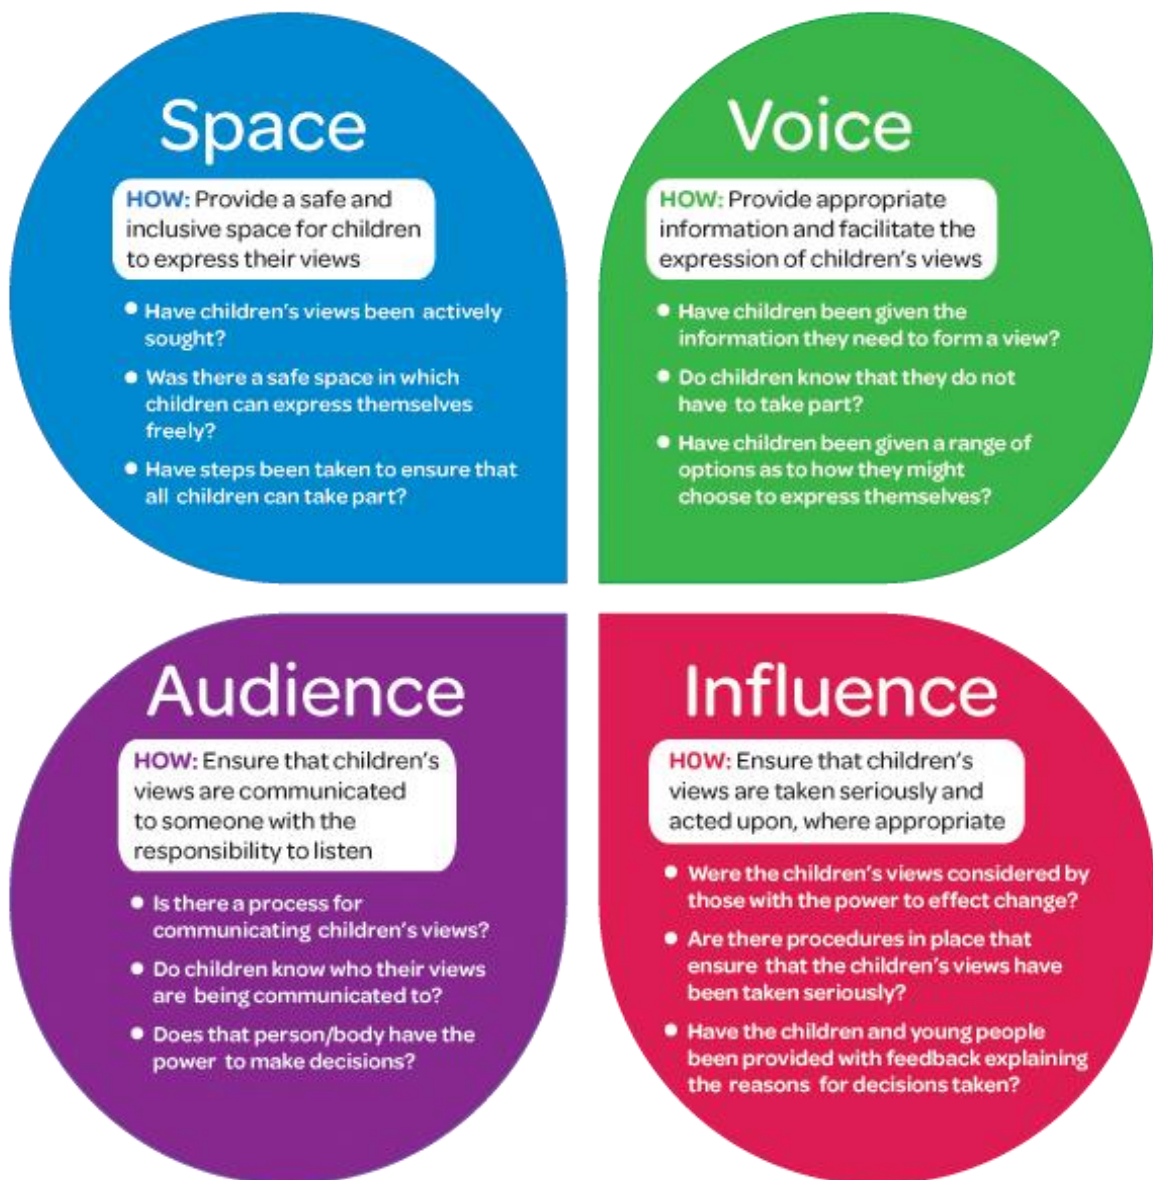 Space
HOW: Provide a safe and
inclusive space for children
to express their views
• Have children's views been actively
sought?
• Was there a safe space in which
children can express themselves
freely?
• Have steps been taken to ensure that
all children can take part?
Voice
HOW: Provide appropriate
information and facilitate the
expression of children's views
• Have children been given the
information they need to form a view?
• Do children know that they do not
have to take part?
• Have children been given a range of
options as to how they might
choose to express themselves?
Audience
HOW: Ensure that children's
views are communicated
to someone with the
responsibility to listen
• Is there a process for
communicating children's views?
• Do children know who their views
are being communicated to?
• Does that person/body have the
power to make decisions?
Influence
HOW: Ensure that children's
views are taken seriously and
acted upon, where appropriate
• Were the children's views considered by
those with the power to effect change?
• Are there procedures in place that
ensure that the children's views have
been taken seriously?
• Have the children and young people
been provided with feedback explaining
the reasons for decisions taken?